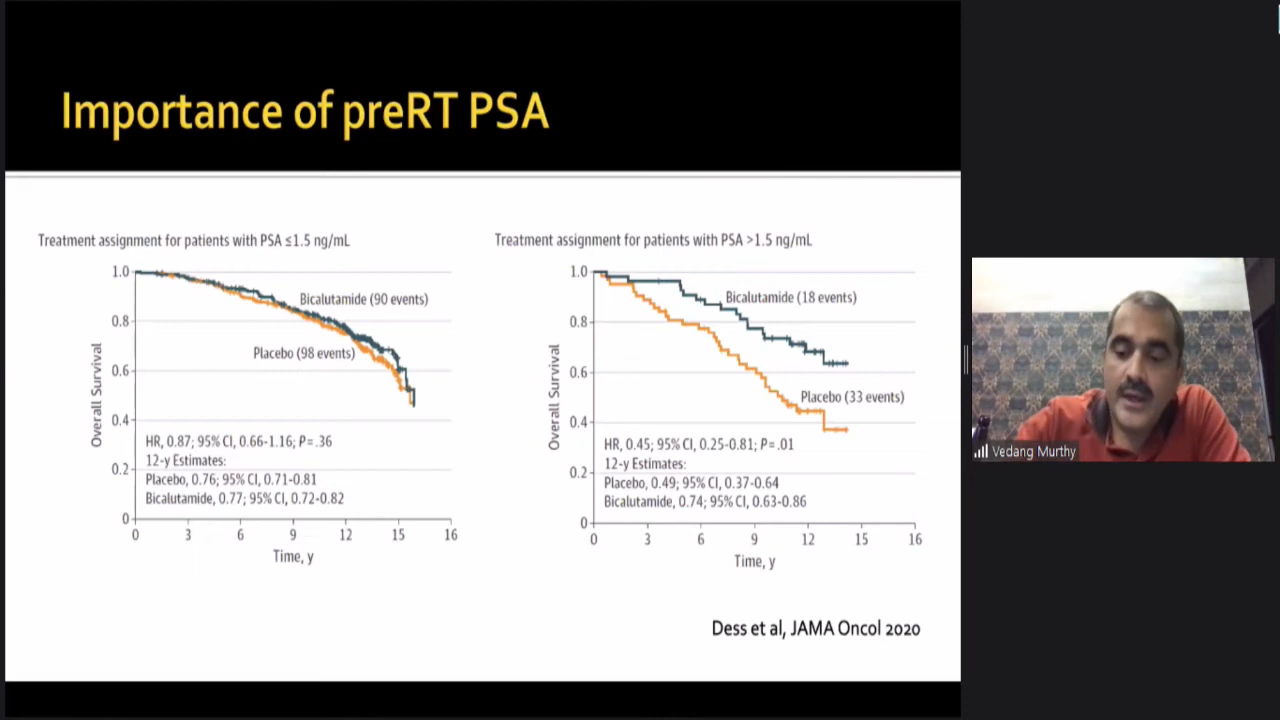 Importance of preRT PSA
Treatment assignment for patients with PSA ≤1.5 ng/mL
1.0
0.8
0.6
0.4
0.2
0
Overall Survival
Bicalutamide (90 events)
Placebo (98 events)
HR, 0.87; 95% CI, 0.66-1.16; P=.36
12-y Estimates:
Placebo, 0.76; 95% CI, 0.71-0.81
Bicalutamide, 0.77; 95% CI, 0.72-0.82
0 3 6 9 12 15 16
Time, y
Treatment assignment for patients with PSA >1.5 ng/mL
1.0
0.8
0.6
0.4
0.2
0
Overall Survival
Bicalutamide (18 events)
Placebo (33 events)
HR, 0.45; 95% CI, 0.25-0.81; P=.01
12-y Estimates:
Placebo, 0.49; 95% CI, 0.37-0.64
Bicalutamide, 0.74; 95% CI, 0.63-0.86
0 3 6 9 12 15 16
Time, y
Dess et al, JAMA Oncol 2020
Vedang Murthy